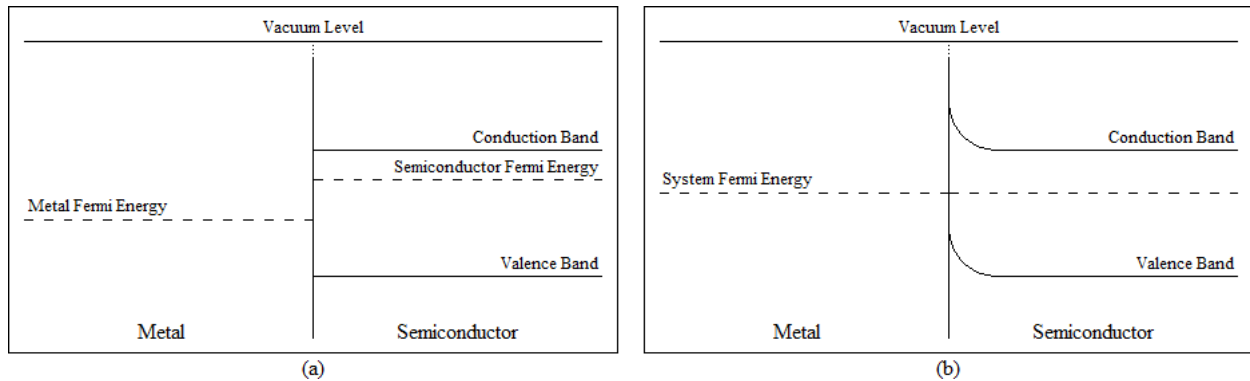 Vacuum Level
Conduction Band
Semiconductor Fermi Energy
Metal Fermi Energy
Valence Band
Metal
Semiconductor
(a)
Vacuum Level
Conduction Band
System Fermi Energy
Valence Band
Metal
Semiconductor
(b)